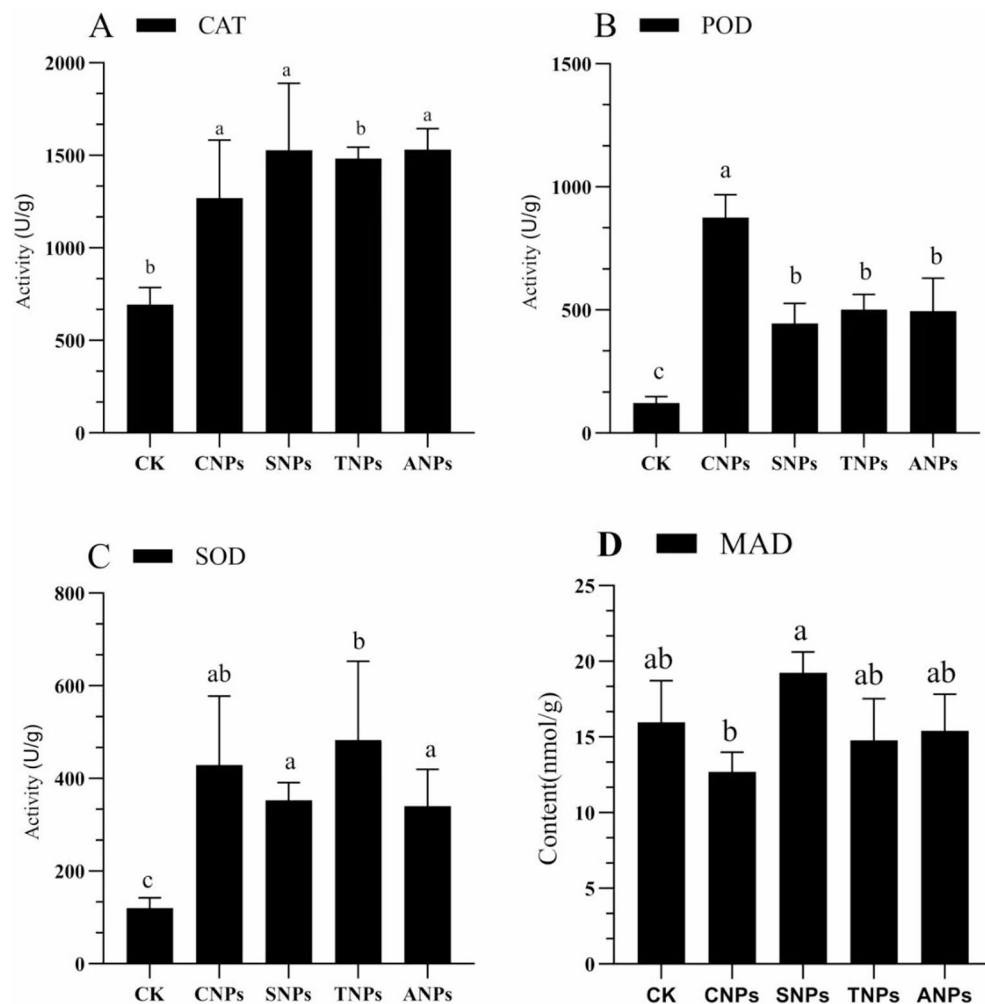 A CAT
2000
1500
1000
500
0
Activity (U/g)
b
a
a
b
a
CK CNPs SNPs TNPs ANPs
B POD
1500
1000
500
0
Activity (U/g)
c
a
b
b
b
CK CNPs SNPs TNPs ANPs
C SOD
800
600
400
200
0
Activity (U/g)
c
ab
a
b
a
CK CNPs SNPs TNPs ANPs
D MAD
25
20
15
10
5
0
Content(nmol/g)
ab
b
a
ab
ab
CK CNPs SNPs TNPs ANPs